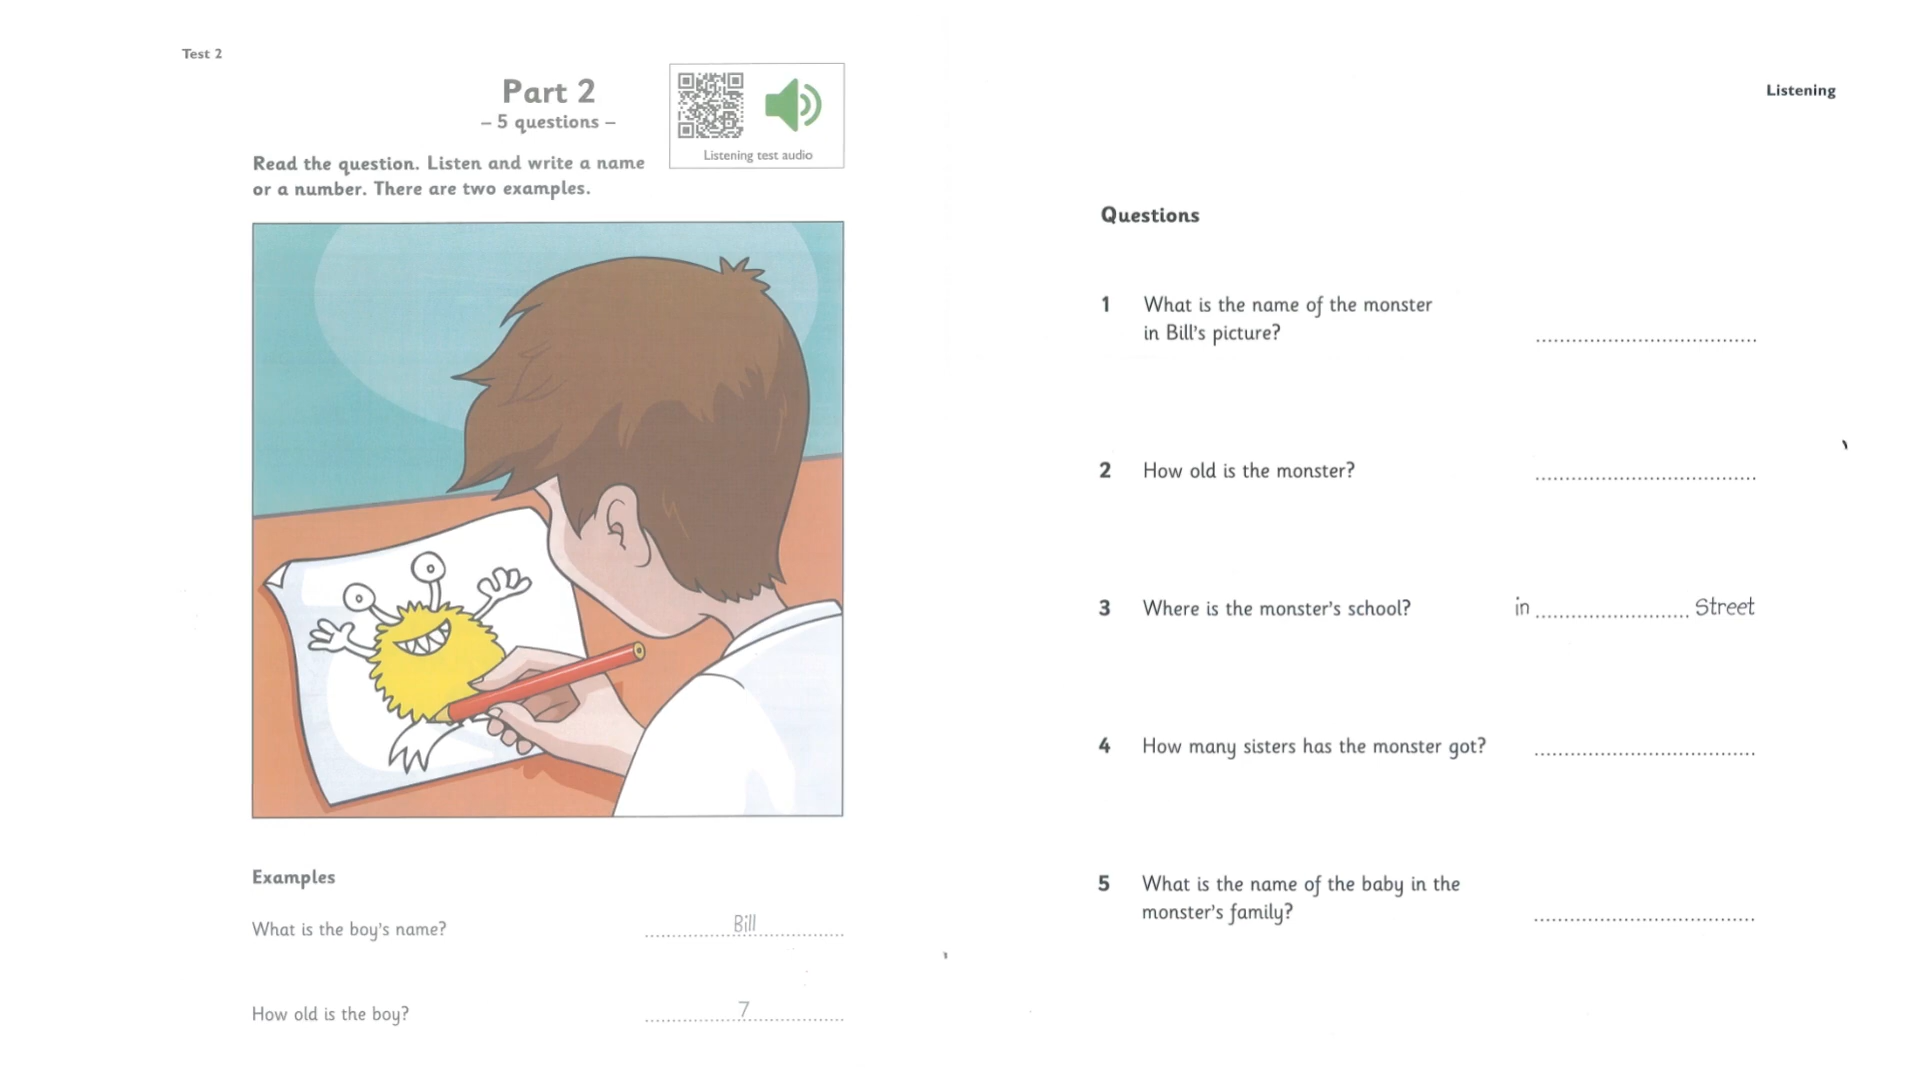 Test 2
Part 2
– 5 questions –
Listening test audio
Read the question. Listen and write a name
or a number. There are two examples.
Examples
What is the boy's name?
Bill
How old is the boy?
7
Listening
Questions
1 What is the name of the monster
in Bill's picture?
2 How old is the monster?
3 Where is the monster's school?
in ........................ Street
4 How many sisters has the monster got?
5 What is the name of the baby in the
monster's family?